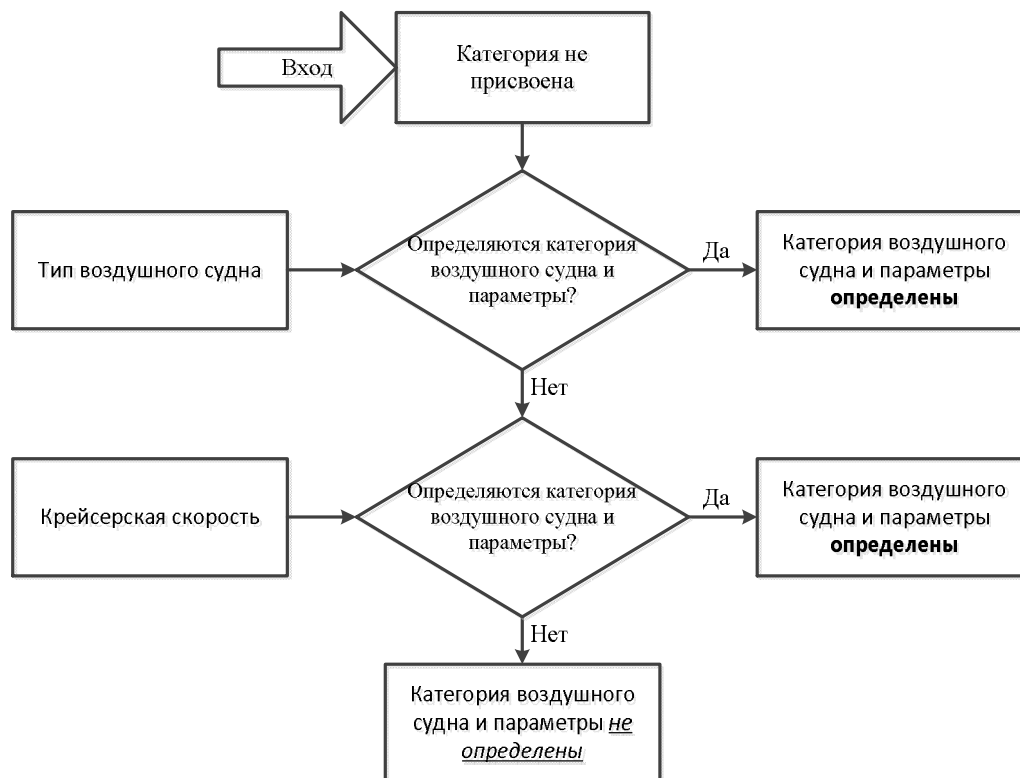 Вход
Категория не
присвоена
Тип воздушного судна
Определяются категория
воздушного судна и
параметры?
Да
Категория воздушного
судна и параметры
определены
Нет
Крейсерская скорость
Определяются категория
воздушного судна и
параметры?
Да
Категория воздушного
судна и параметры
определены
Нет
Категория воздушного
судна и параметры не
определены